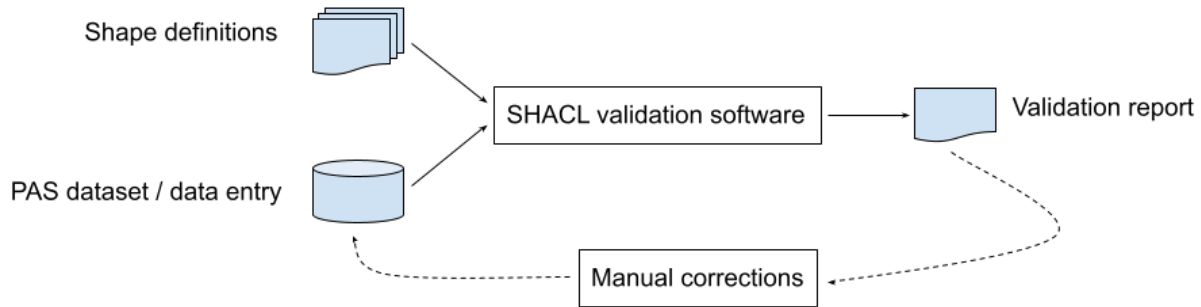 Shape definitions
SHACL validation software
Validation report
PAS dataset / data entry
Manual corrections